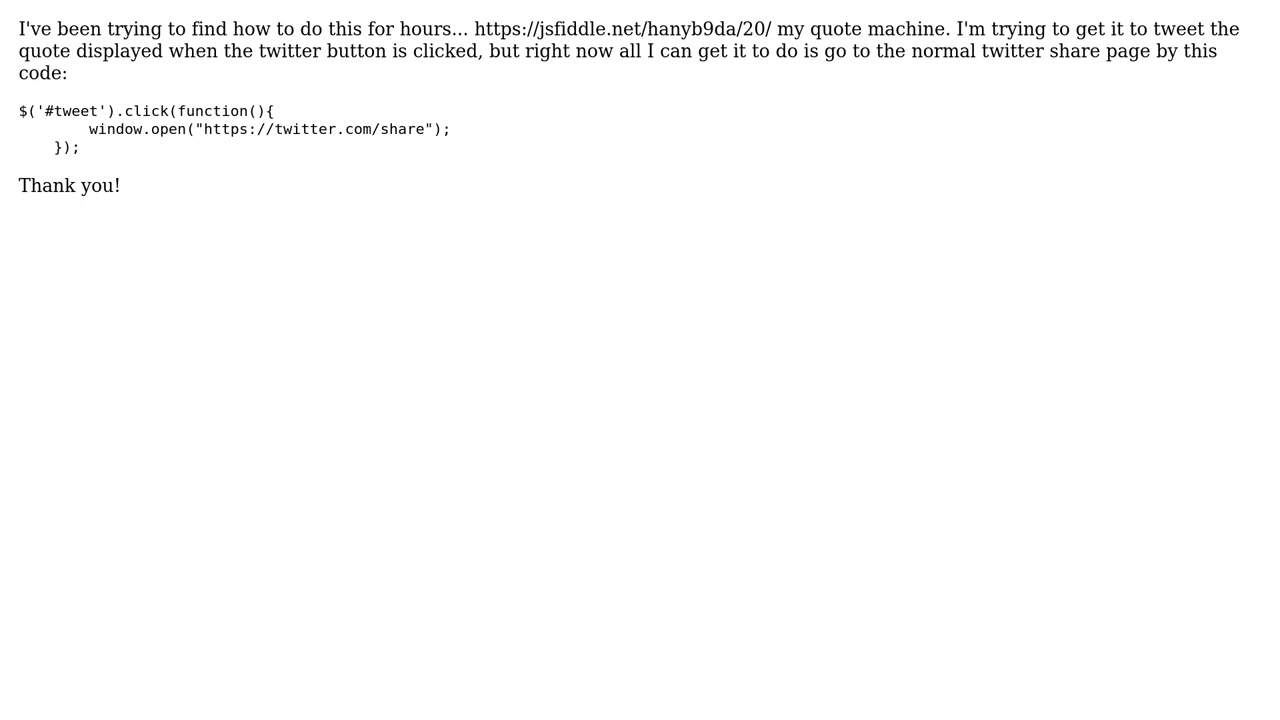 I've been trying to find how to do this for hours... https://jsfiddle.net/hanyb9da/20/ my quote machine. I'm trying to get it to tweet the
quote displayed when the twitter button is clicked, but right now all I can get it to do is go to the normal twitter share page by this
code:
$('#tweet').click(function(){
        window.open("https://twitter.com/share");
    });
Thank you!